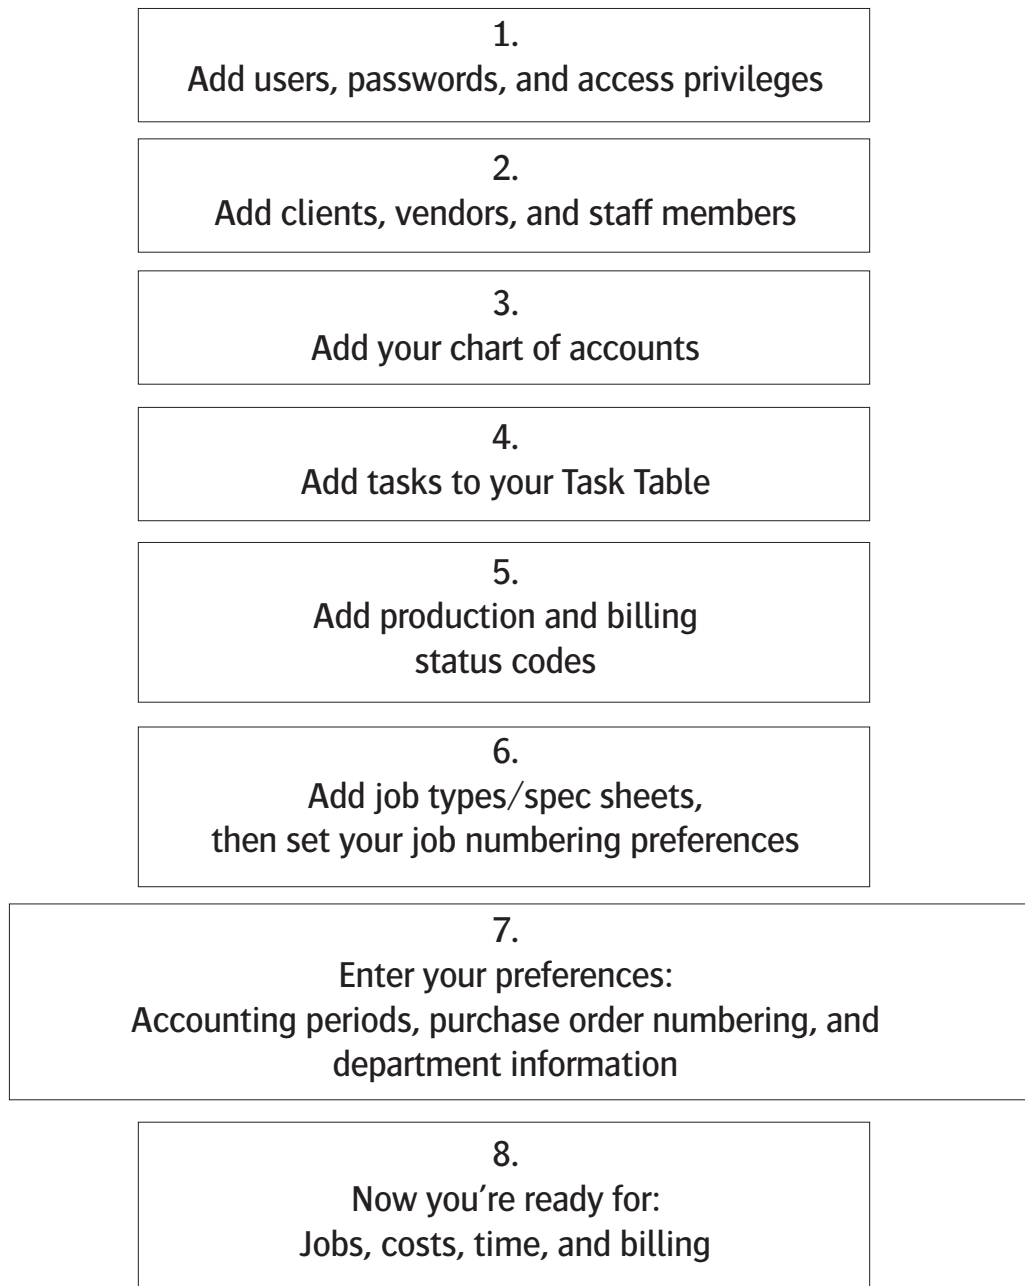 1.
Add users, passwords, and access privileges
2.
Add clients, vendors, and staff members
3.
Add your chart of accounts
4.
Add tasks to your Task Table
5.
Add production and billing
status codes
6.
Add job types/spec sheets,
then set your job numbering preferences
7.
Enter your preferences:
Accounting periods, purchase order numbering, and
department information
8.
Now you’re ready for:
Jobs, costs, time, and billing